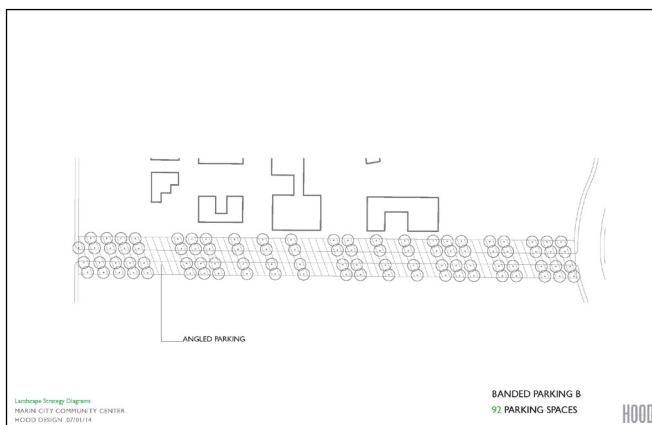 ANGLED PARKING
BANDED PARKING B
92 PARKING SPACES
Landscape Strategy Diagrams
MARIN CITY COMMUNITY CENTER
HOOD DESIGN .07/01/14
HOOD